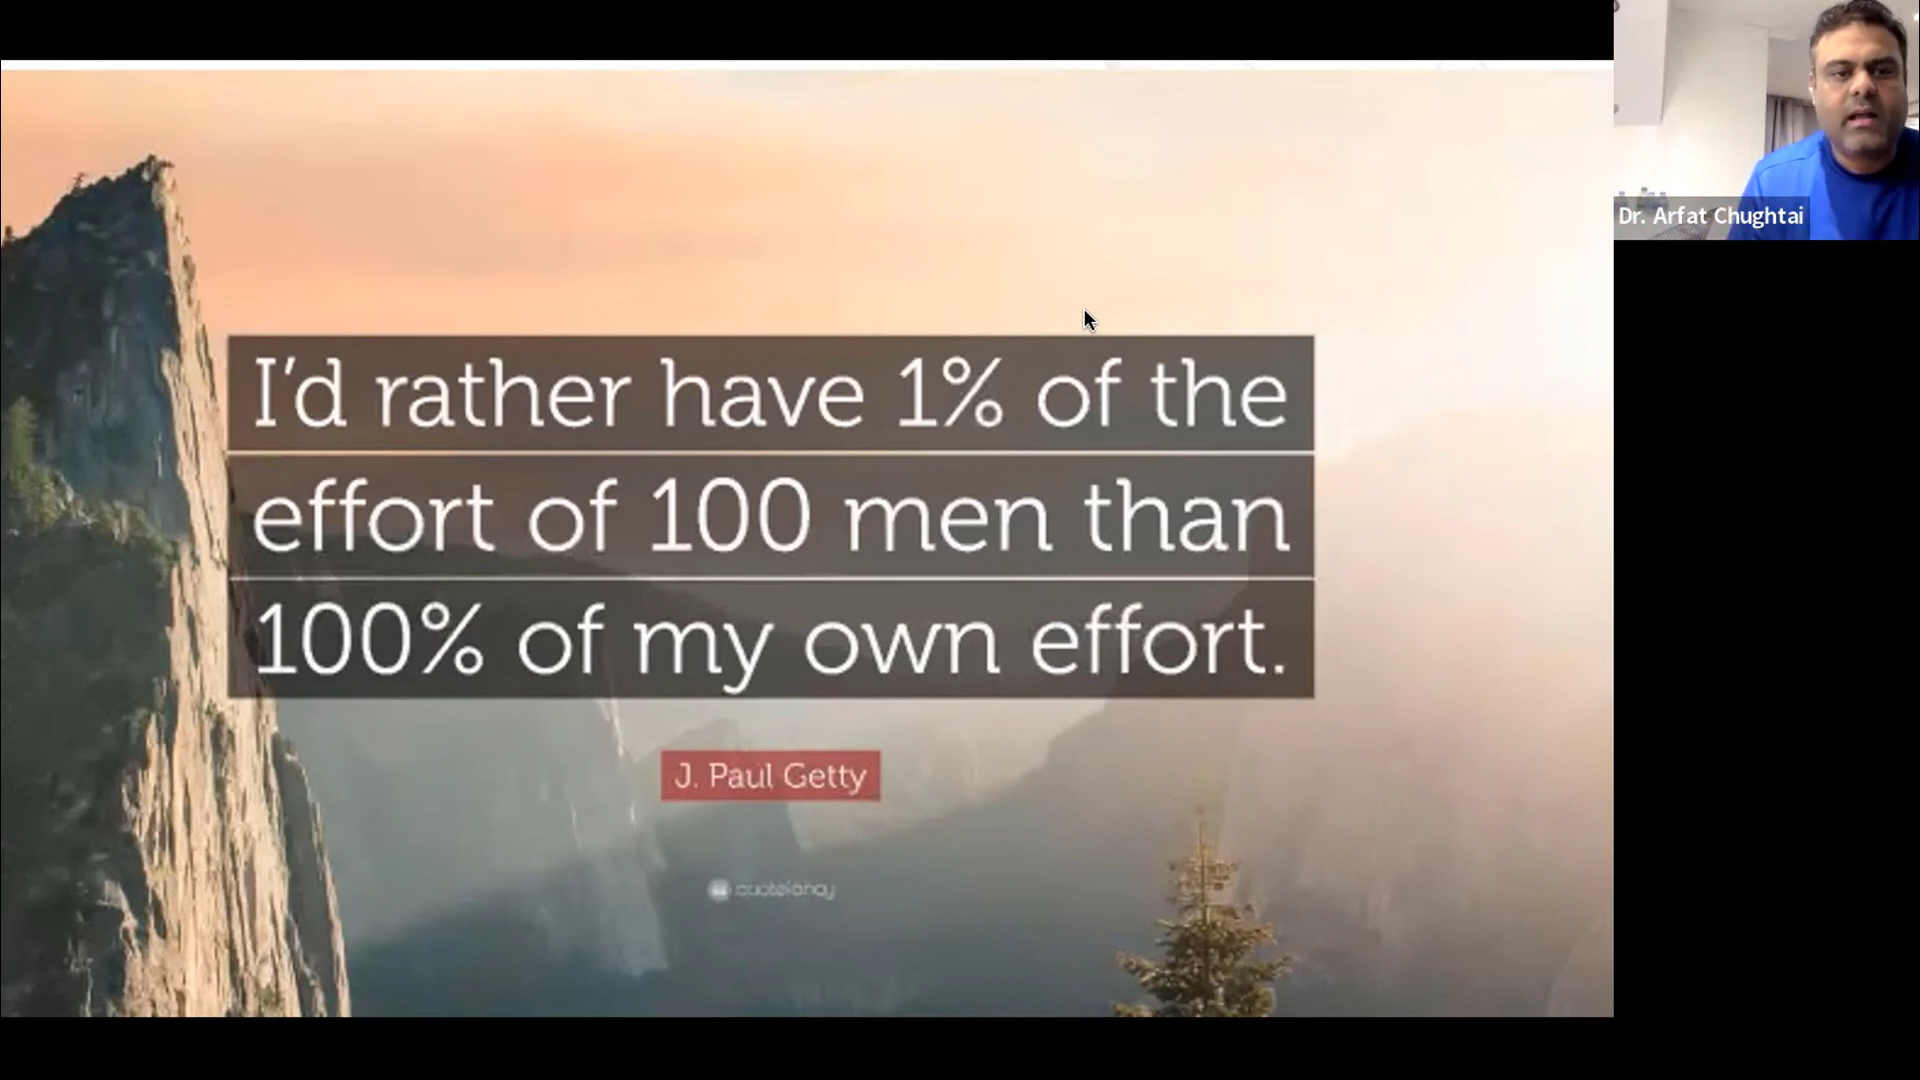 I'd rather have 1% of the
effort of 100 men than
100% of my own effort.
J. Paul Getty
quotefancy
Dr. Arfat Chughtai